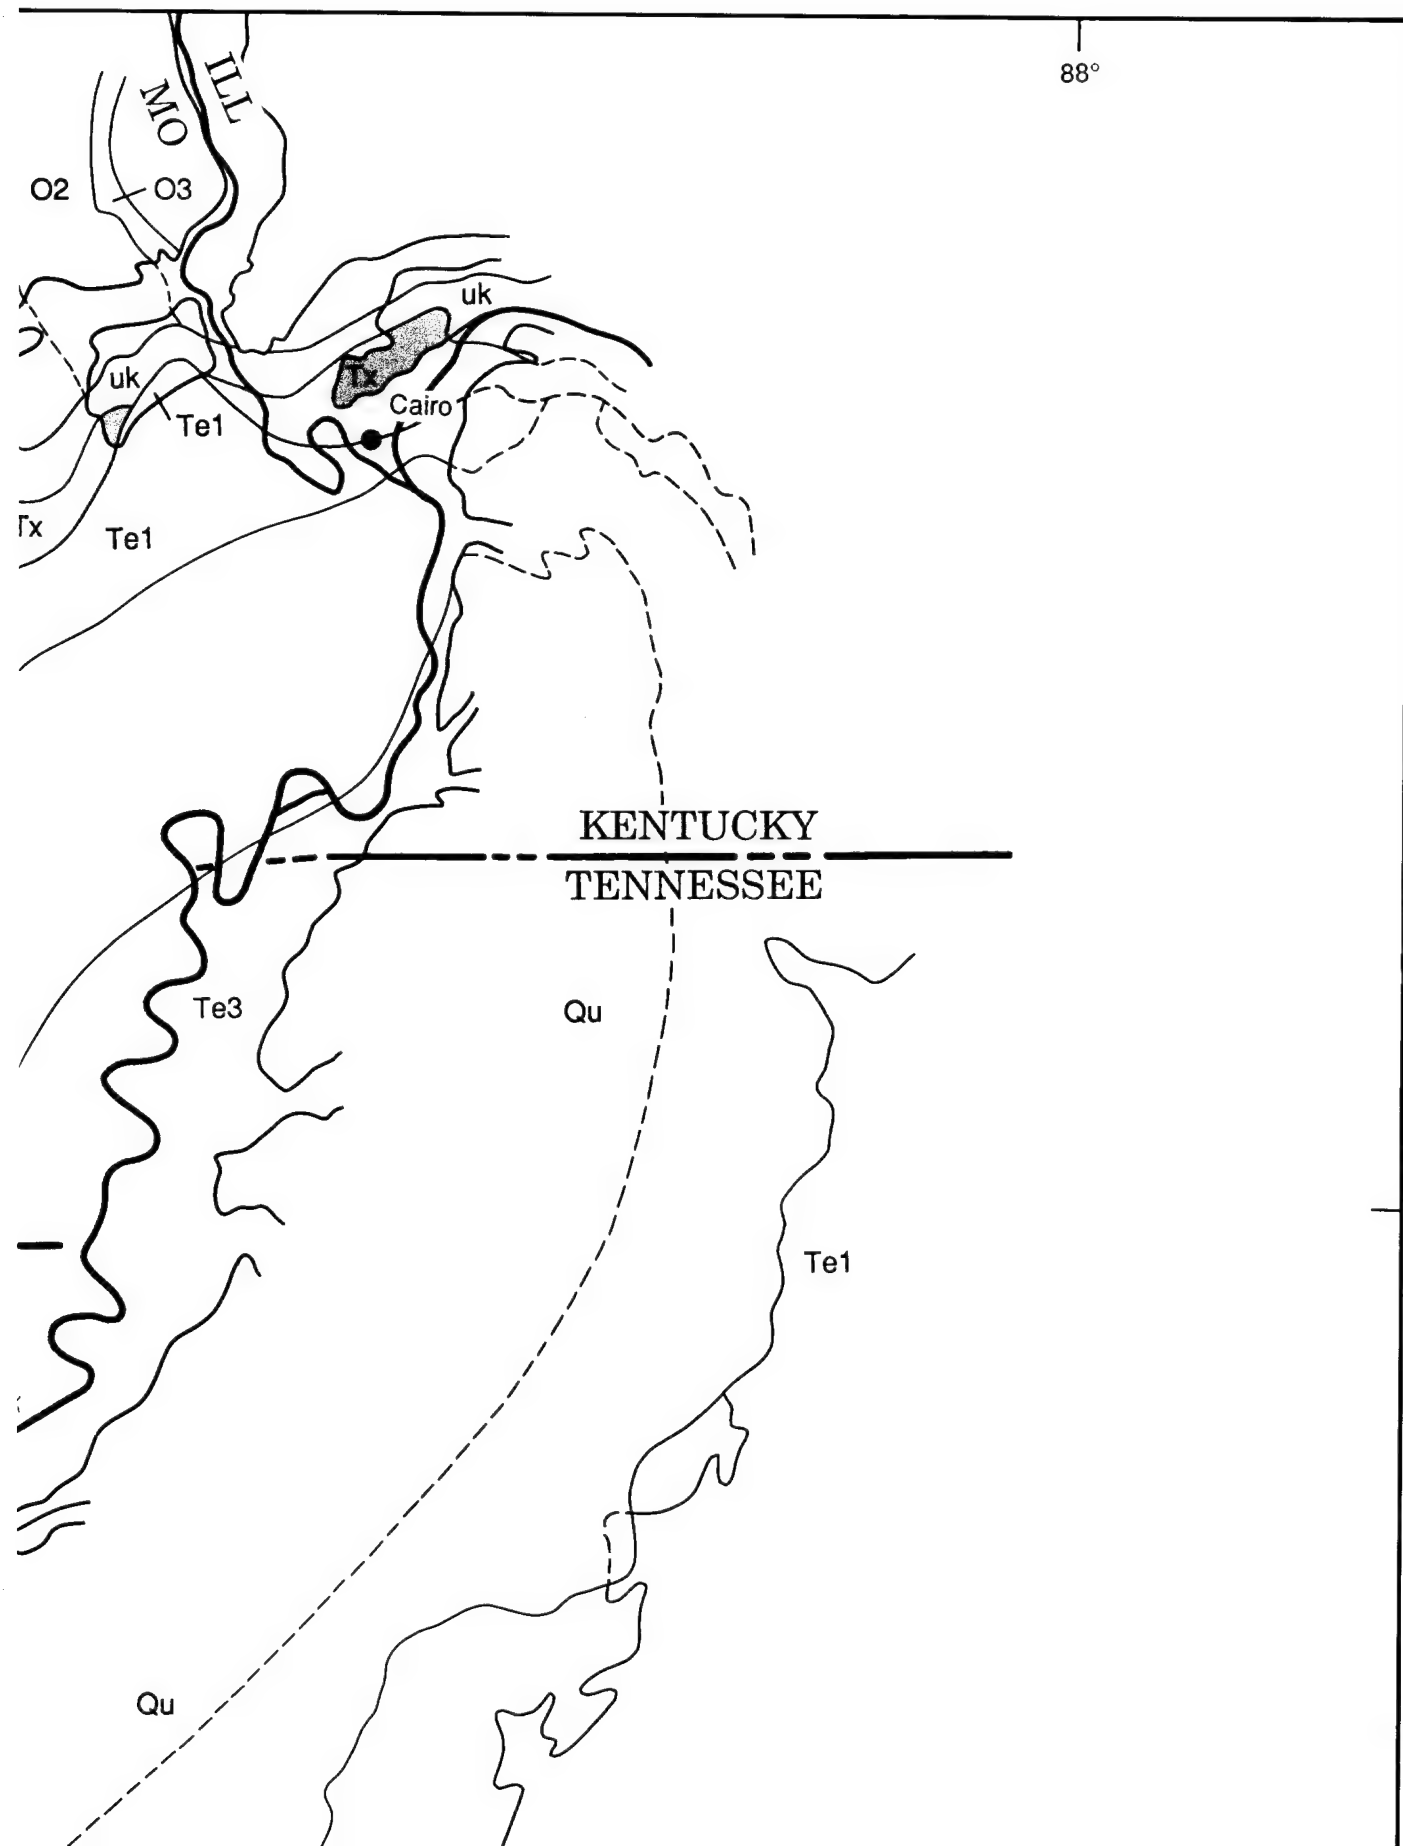 88°
ILL
MO
O2
O3
uk
Tx
uk
Cairo
Te1
Tx
Te1
KENTUCKY
TENNESSEE
Te3
Qu
Te1
Qu